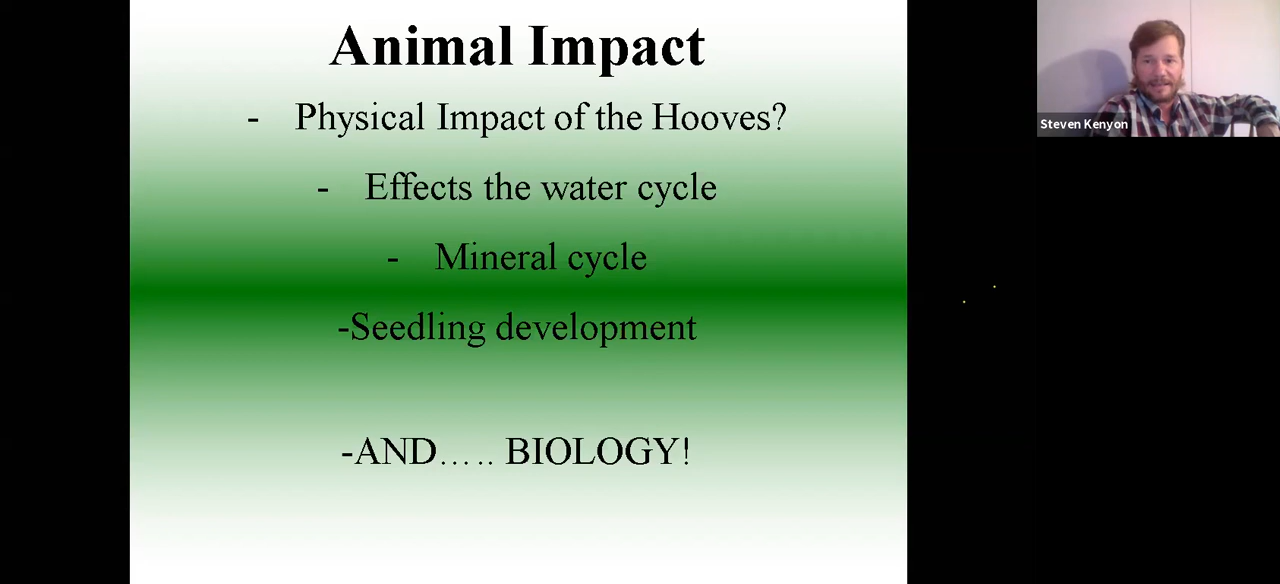 Animal Impact
- Physical Impact of the Hooves?
- Effects the water cycle
- Mineral cycle
-Seedling development
-AND….. BIOLOGY!
Steven Kenyon